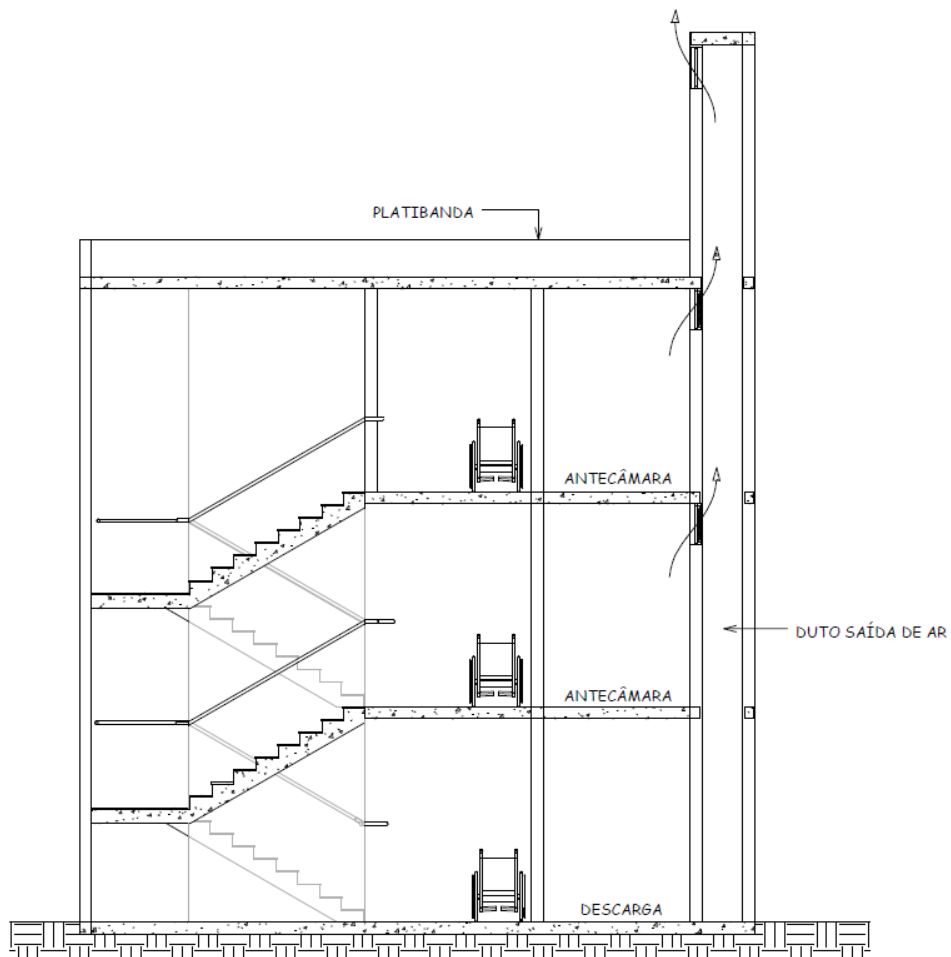 PLATIBANDA
ANTECÂMARA
DUTO SAÍDA DE AR
ANTECÂMARA
DESCARGA